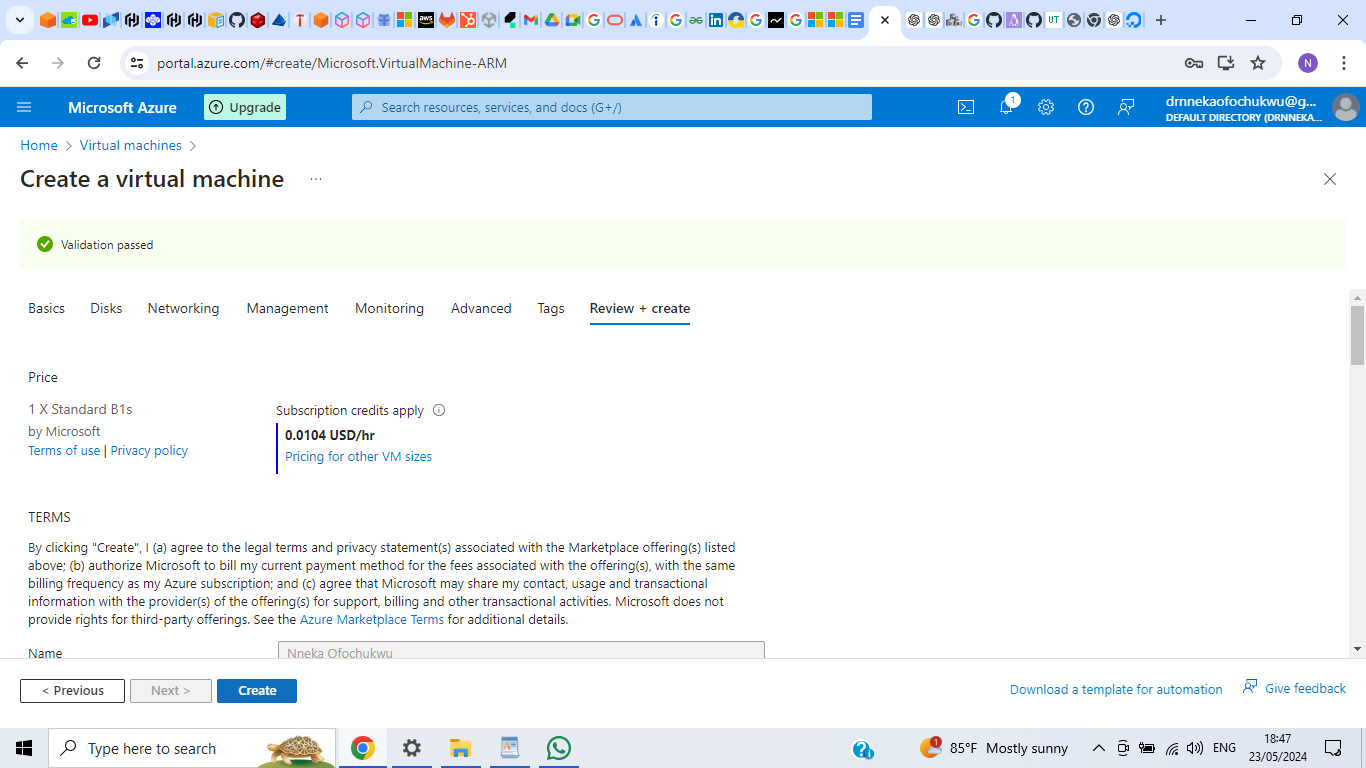 portal.azure.com/#create/Microsoft.VirtualMachine-ARM
N
Microsoft Azure
Upgrade
Search resources, services, and docs (G+/)
1
drnnekaofochukwu@g...
DEFAULT DIRECTORY (DRNNEKA...
Home > Virtual machines >
Create a virtual machine ...
Validation passed
Basics Disks Networking Management Monitoring Advanced Tags Review + create
Price
1 X Standard B1s
by Microsoft
Terms of use | Privacy policy
Subscription credits apply
0.0104 USD/hr
Pricing for other VM sizes
TERMS
By clicking "Create", I (a) agree to the legal terms and privacy statement(s) associated with the Marketplace offering(s) listed
above; (b) authorize Microsoft to bill my current payment method for the fees associated with the offering(s), with the same
billing frequency as my Azure subscription; and (c) agree that Microsoft may share my contact, usage and transactional
information with the provider(s) of the offering(s) for support, billing and other transactional activities. Microsoft does not
provide rights for third-party offerings. See the Azure Marketplace Terms for additional details.
Name Nneka Ofochukwu
< Previous Next > Create Download a template for automation Give feedback
Type here to search
1 85°F Mostly sunny
ENG
18:47
23/05/2024